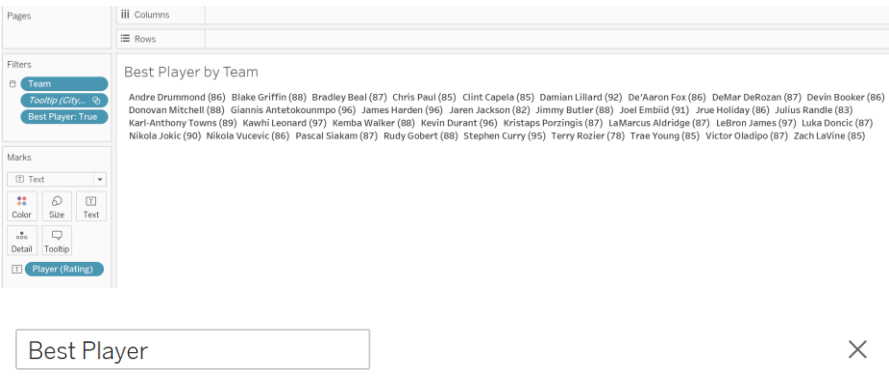 Pages
Columns
Rows
Filters
Team
Tooltip (City,..
Best Player: True
Marks
Text
Color Size Text
Detail Tooltip
Player (Rating)
Best Player by Team
Andre Drummond (86) Blake Griffin (88) Bradley Beal (87) Chris Paul (85) Clint Capela (85) Damian Lillard (92) De'Aaron Fox (86) DeMar DeRozan (87) Devin Booker (86)
Donovan Mitchell (88) Giannis Antetokounmpo (96) James Harden (96) Jaren Jackson (82) Jimmy Butler (88) Joel Embiid (91) Jrue Holiday (86) Julius Randle (83)
Karl-Anthony Towns (89) Kawhi Leonard (97) Kemba Walker (88) Kevin Durant (96) Kristaps Porzingis (87) LaMarcus Aldridge (87) LeBron James (97) Luka Doncic (87)
Nikola Jokic (90) Nikola Vucevic (86) Pascal Siakam (87) Rudy Gobert (88) Stephen Curry (95) Terry Rozier (78) Trae Young (85) Victor Oladipo (87) Zach LaVine (85)
Best Player